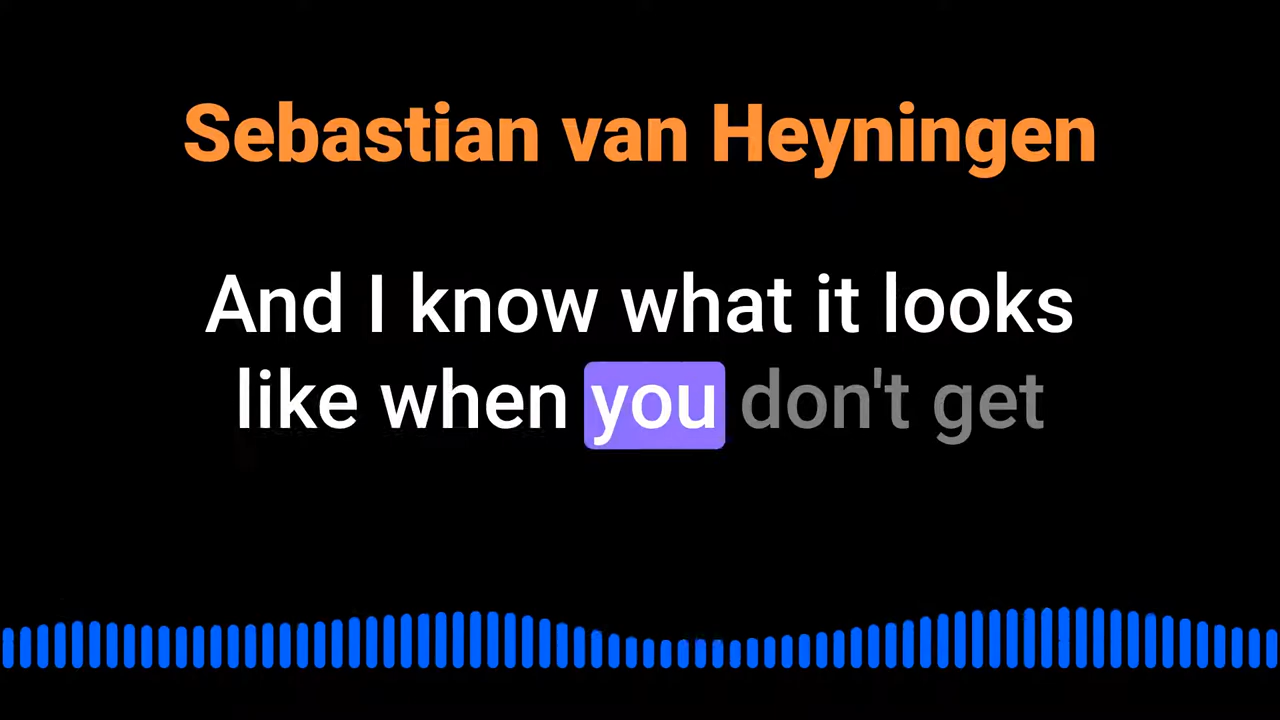 Sebastian van Heyningen
And I know what it looks
like when you don't get